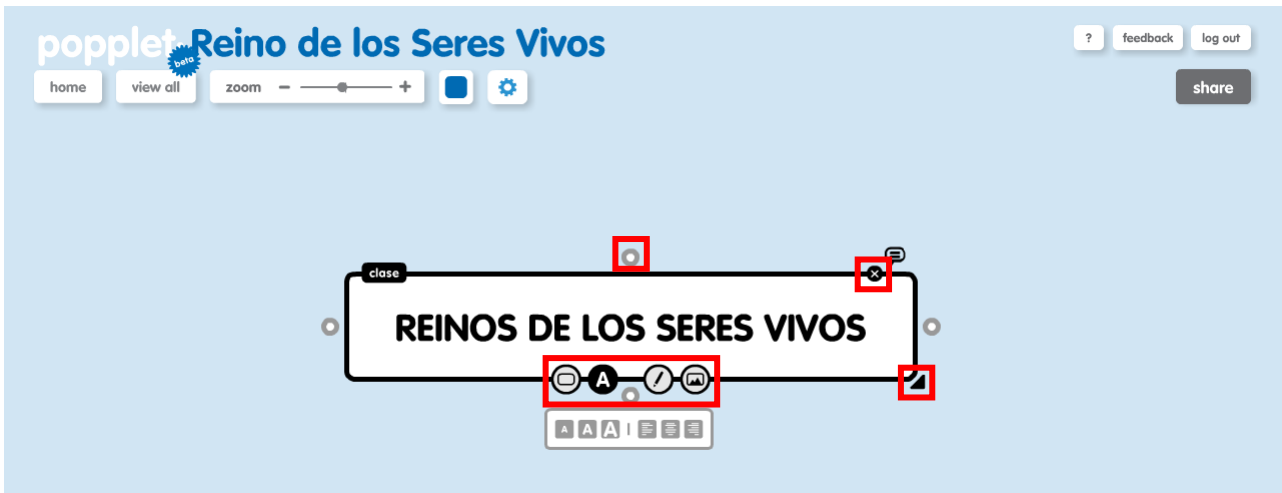 popplet Reino de los Seres Vivos
beta
? feedback log out
home view all zoom - + share
clase
REINOS DE LOS SERES VIVOS
A
A A A